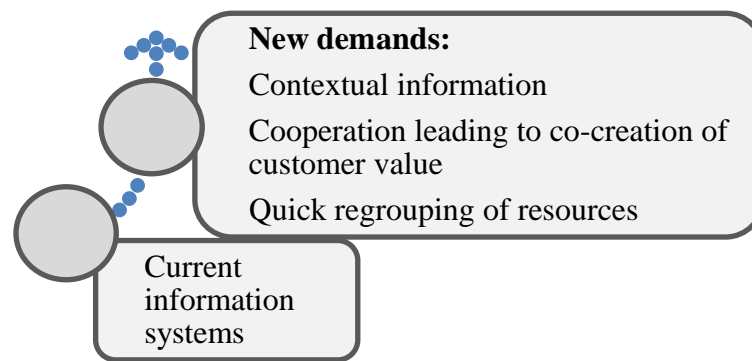 New demands:
Contextual information
Cooperation leading to co-creation of
customer value
Quick regrouping of resources
Current
information
systems